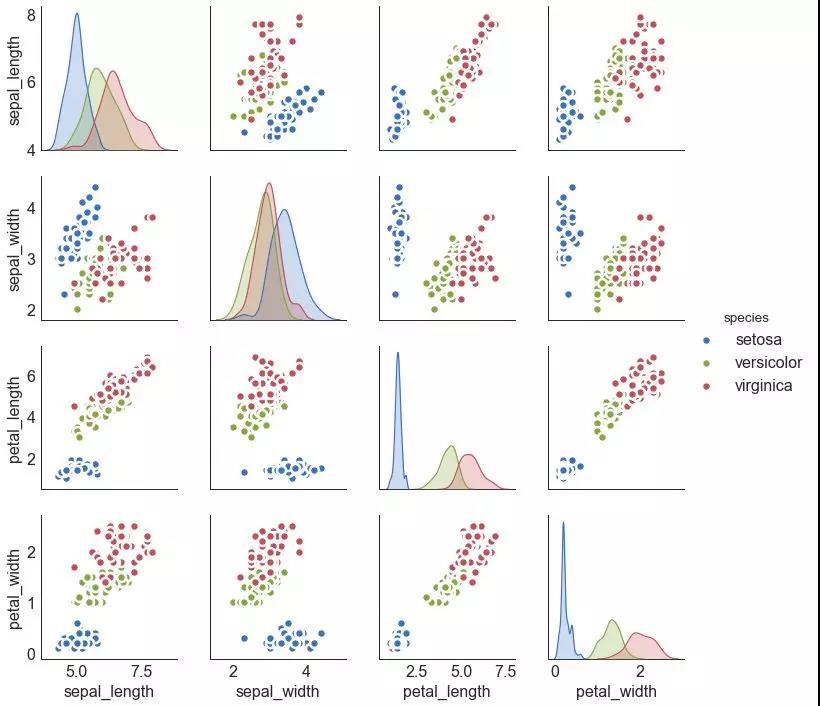 8
6
4
sepal_length
4
3
2
sepal_width
species
setosa
versicolor
virginica
6
4
2
petal_length
2
1
0
petal_width
5.0 7.5 2 4 2.5 5.0 7.5 0 2
sepal_length sepal_width petal_length petal_width